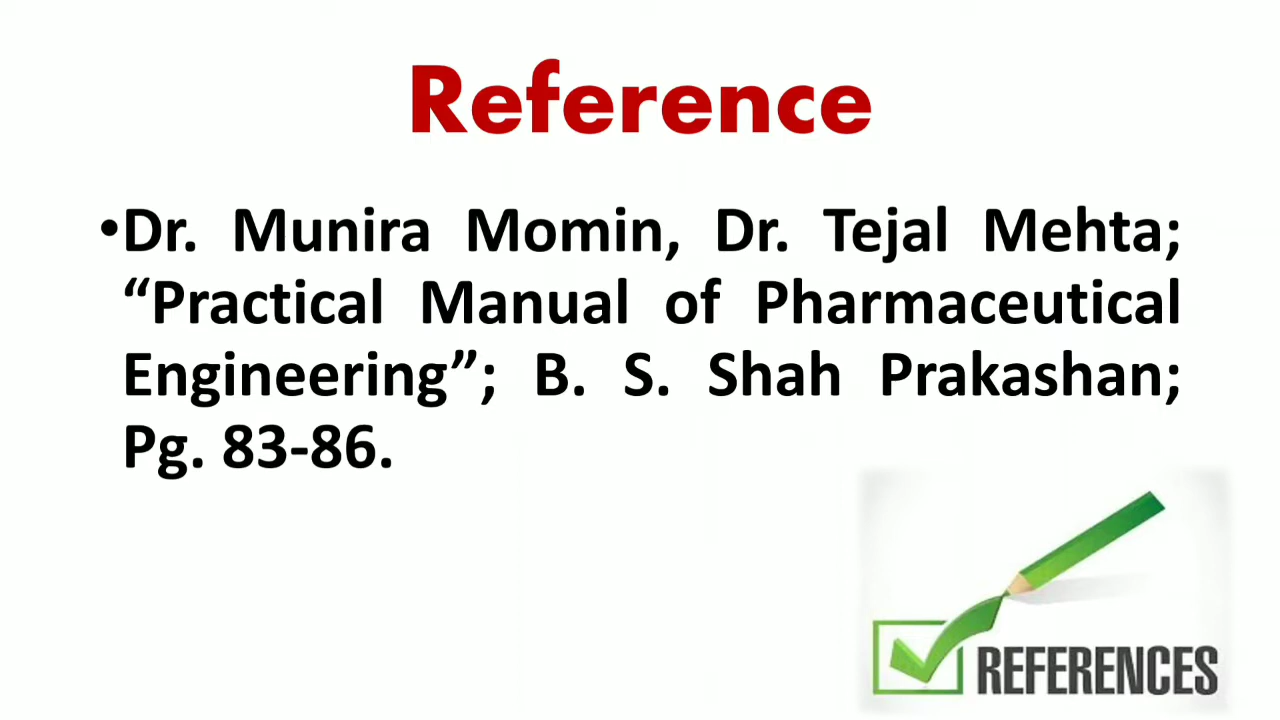 Reference
•Dr. Munira Momin, Dr. Tejal Mehta;
“Practical Manual of Pharmaceutical
Engineering”; B. S. Shah Prakashan;
Pg. 83-86.
REFERENCES